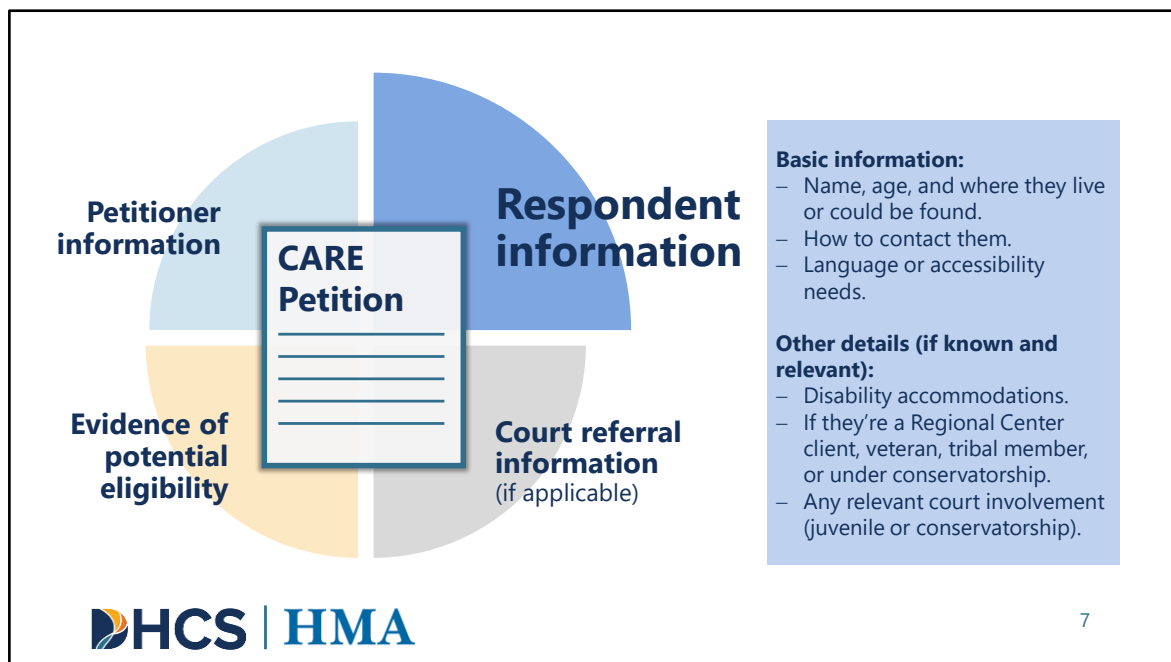 Petitioner
information
Respondent
information
CARE
Petition
Evidence of
potential
eligibility
Court referral
information
(if applicable)
Basic information:
– Name, age, and where they live
or could be found.
– How to contact them.
– Language or accessibility
needs.
Other details (if known and
relevant):
– Disability accommodations.
– If they’re a Regional Center
client, veteran, tribal member,
or under conservatorship.
– Any relevant court involvement
(juvenile or conservatorship).
DHCS | HMA
7